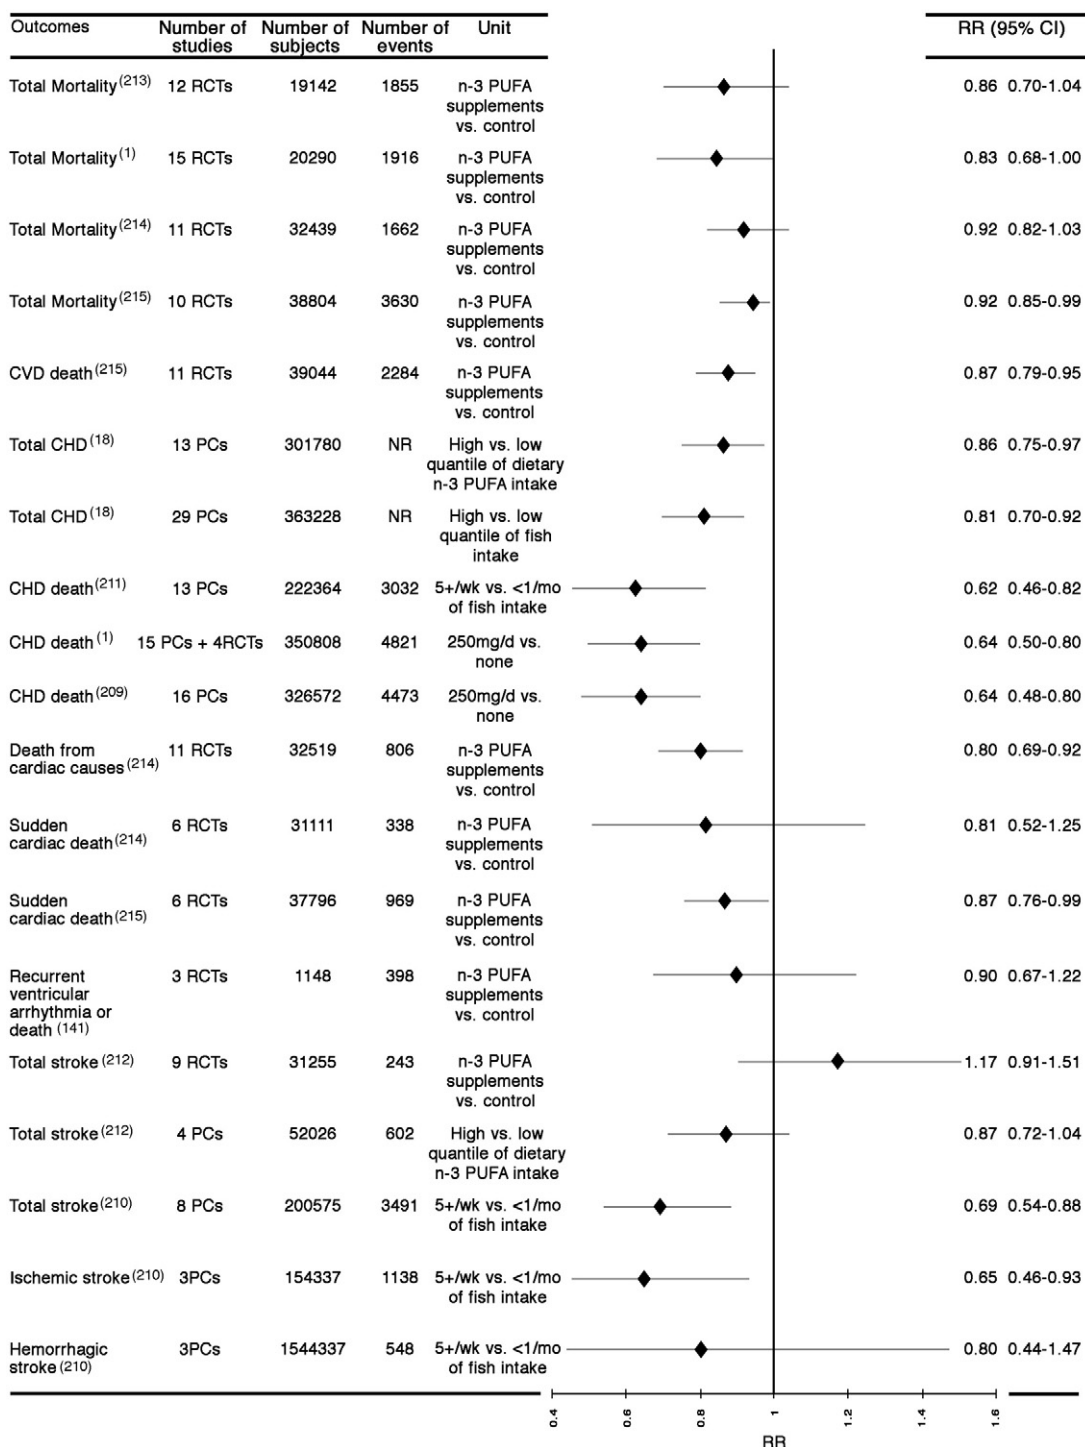 Outcomes Number of studies Number of subjects Number of events Unit RR (95% CI)
Total Mortality(213) 12 RCTs 19142 1855 n-3 PUFA 0.86 0.70-1.04
supplements
vs. control
Total Mortality(1) 15 RCTs 20290 1916 n-3 PUFA 0.83 0.68-1.00
supplements
vs. control
Total Mortality(214) 11 RCTs 32439 1662 n-3 PUFA 0.92 0.82-1.03
supplements
vs. control
Total Mortality(215) 10 RCTs 38804 3630 n-3 PUFA 0.92 0.85-0.99
supplements
vs. control
CVD death(215) 11 RCTs 39044 2284 n-3 PUFA 0.87 0.79-0.95
supplements
vs. control
Total CHD(18) 13 PCs 301780 NR High vs. low 0.86 0.75-0.97
quantile of dietary
n-3 PUFA intake
Total CHD(18) 29 PCs 363228 NR High vs. low 0.81 0.70-0.92
quantile of fish
intake
CHD death(211) 13 PCs 222364 3032 5+/wk vs. <1/mo 0.62 0.46-0.82
of fish intake
CHD death(1) 15 PCs + 4RCTs 350808 4821 250mg/d vs. 0.64 0.50-0.80
none
CHD death(209) 16 PCs 326572 4473 250mg/d vs. 0.64 0.48-0.80
none
Death from 11 RCTs 32519 806 n-3 PUFA 0.80 0.69-0.92
cardiac causes(214) supplements
vs. control
Sudden 6 RCTs 31111 338 n-3 PUFA 0.81 0.52-1.25
cardiac death(214) supplements
vs. control
Sudden 6 RCTs 37796 969 n-3 PUFA 0.87 0.76-0.99
cardiac death(215) supplements
vs. control
Recurrent 3 RCTs 1148 398 n-3 PUFA 0.90 0.67-1.22
ventricular supplements
arrhythmia or vs. control
death (141)
Total stroke(212) 9 RCTs 31255 243 n-3 PUFA 1.17 0.91-1.51
supplements
vs. control
Total stroke(212) 4 PCs 52026 602 High vs. low 0.87 0.72-1.04
quantile of dietary
n-3 PUFA intake
Total stroke(210) 8 PCs 200575 3491 5+/wk vs. <1/mo 0.69 0.54-0.88
of fish intake
Ischemic stroke(210) 3PCs 154337 1138 5+/wk vs. <1/mo 0.65 0.46-0.93
of fish intake
Hemorrhagic 3PCs 1544337 548 5+/wk vs. <1/mo 0.80 0.44-1.47
stroke(210) of fish intake
0.4 0.6 0.8 1 1.2 1.4 1.6
RR